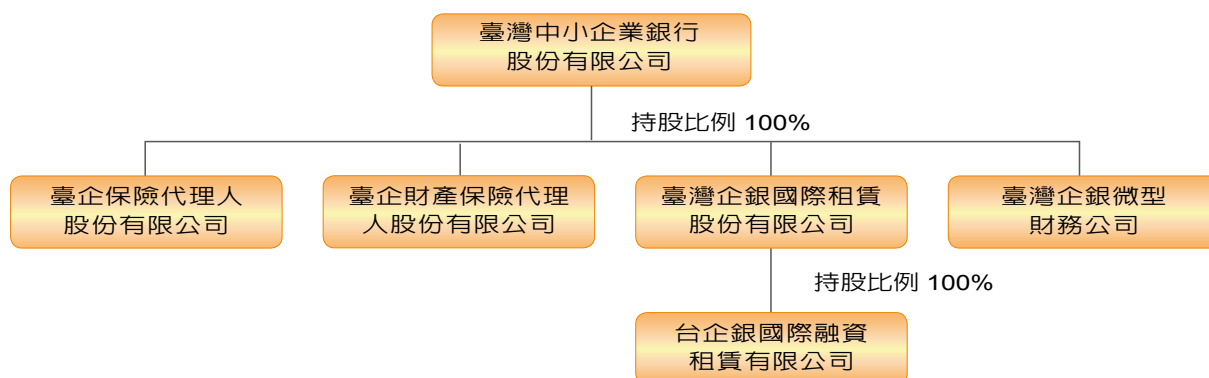 臺灣中小企業銀行
股份有限公司
持股比例 100%
臺企保險代理人
股份有限公司
臺企財產保險代理
人股份有限公司
臺灣企銀國際租賃
股份有限公司
臺灣企銀微型
財務公司
持股比例 100%
台企銀國際融資
租賃有限公司